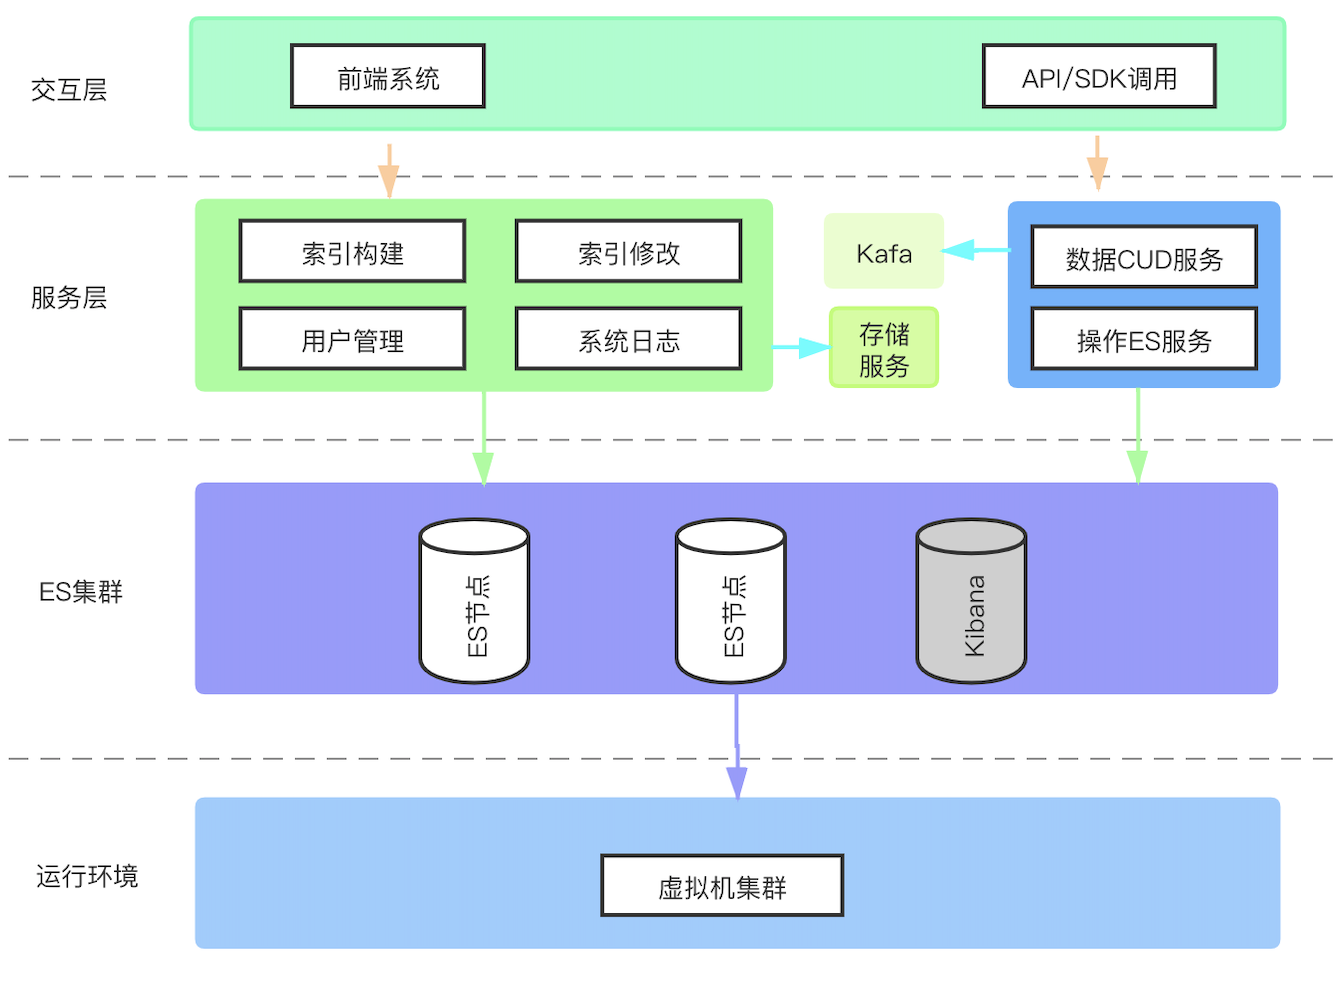 交互层
前端系统
API/SDK调用
服务层
索引构建
索引修改
用户管理
系统日志
Kafa
存储
服务
数据CUD服务
操作ES服务
ES集群
ES节点
ES节点
Kibana
运行环境
虚拟机集群